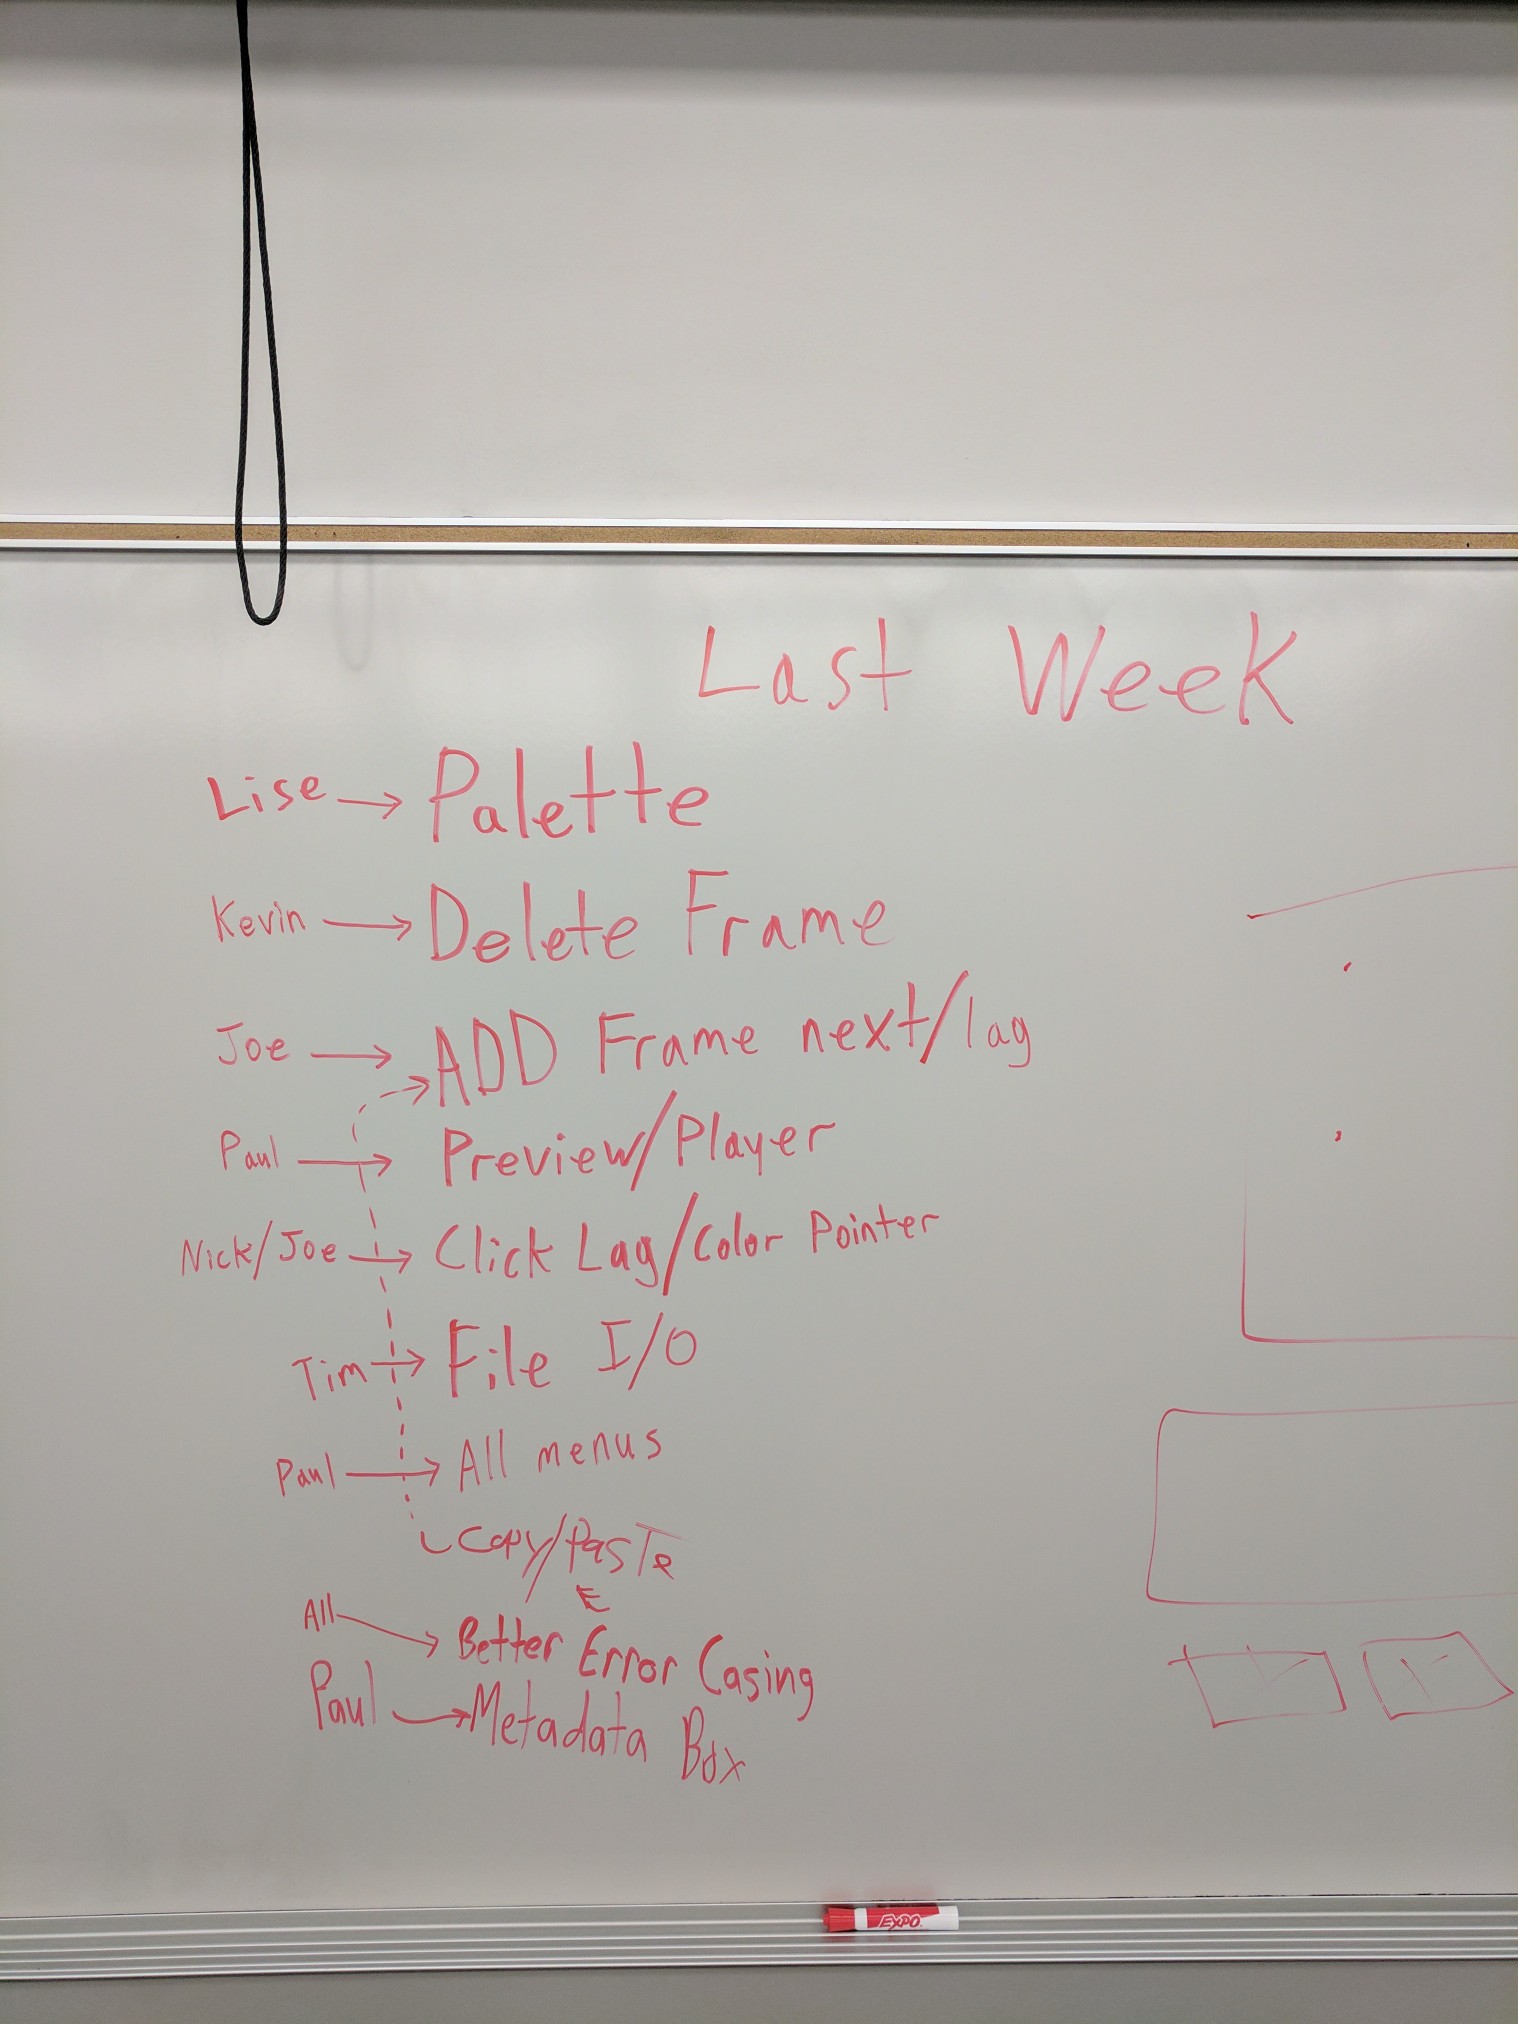 Last Week
Lise → Palette
Kevin → Delete Frame
Joe → ADD Frame next/lag
Paul → Preview/Player
Nick/Joe → Click Lag/Color Pointer
Tim → File I/O
Paul → All menus
Copy/Paste
E
All → Better Error Casing
Paul → Metadata Box
EXPO